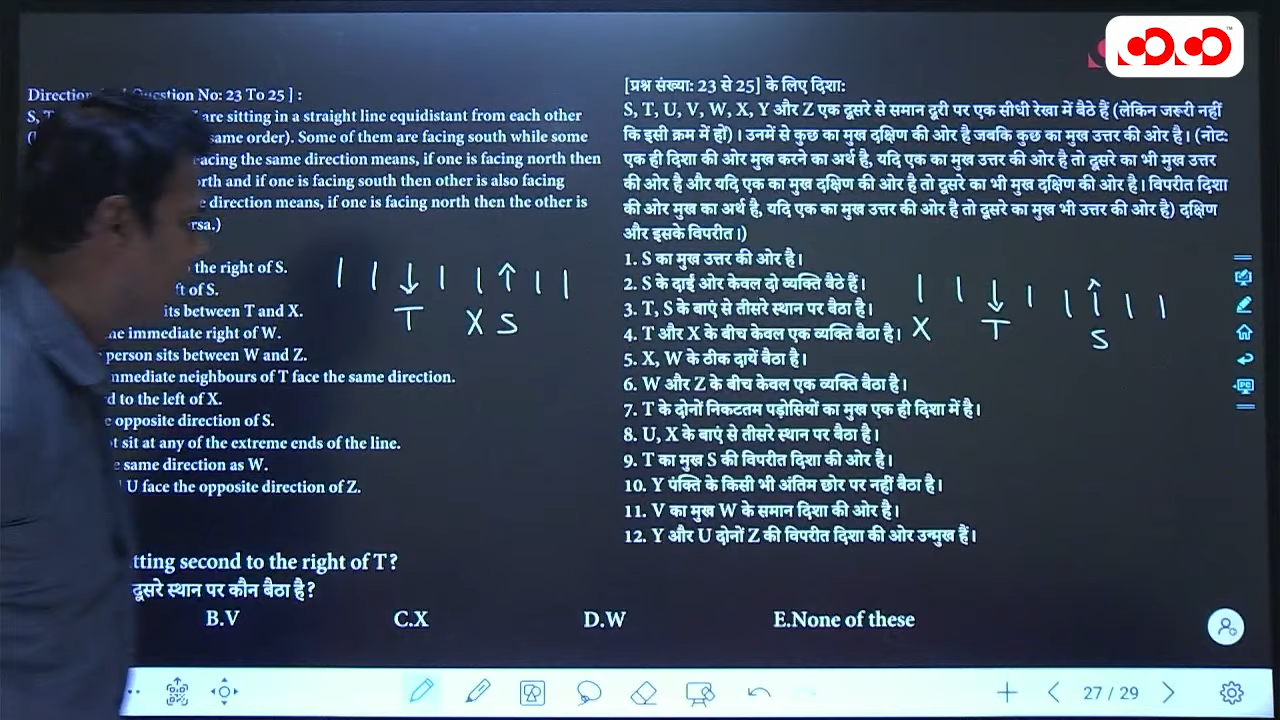 Direction Question No: 23 To 25 ] :
S, T are sitting in a straight line equidistant from each other
same order). Some of them are facing south while some
facing the same direction means, if one is facing north then
north and if one is facing south then other is also facing
direction means, if one is facing north then the other is
versa.)
the right of S.
left of S.
sits between T and X.
immediate right of W.
person sits between W and Z.
immediate neighbours of T face the same direction.
to the left of X.
opposite direction of S.
sit at any of the extreme ends of the line.
same direction as W.
U face the opposite direction of Z.
T X S
[प्रश्न संख्या: 23 से 25] के लिए दिशा:
S, T, U, V, W, X, Y और Z एक दूसरे से समान दूरी पर एक सीधी रेखा में बैठे हैं (लेकिन जरूरी नहीं
कि इसी क्रम में हों)। उनमें से कुछ का मुख दक्षिण की ओर है जबकि कुछ का मुख उत्तर की ओर है। (नोट:
एक ही दिशा की ओर मुख करने का अर्थ है, यदि एक का मुख उत्तर की ओर है तो दूसरे का भी मुख उत्तर
की ओर है और यदि एक का मुख दक्षिण की ओर है तो दूसरे का भी मुख दक्षिण की ओर है। विपरीत दिशा
की ओर मुख का अर्थ है, यदि एक का मुख उत्तर की ओर है तो दूसरे का मुख भी उत्तर की ओर है) दक्षिण
और इसके विपरीत।)
1. S का मुख उत्तर की ओर है।
2. S के दाईं ओर केवल दो व्यक्ति बैठे हैं।
3. T, S के बाएं से तीसरे स्थान पर बैठा है।
4. T और X के बीच केवल एक व्यक्ति बैठा है।
5. X, W के ठीक दायें बैठा है।
6. W और Z के बीच केवल एक व्यक्ति बैठा है।
7. T के दोनों निकटतम पड़ोसियों का मुख एक ही दिशा में है।
8. U, X के बाएं से तीसरे स्थान पर बैठा है।
9. T का मुख S की विपरीत दिशा की ओर है।
10. Y पंक्ति के किसी भी अंतिम छोर पर नहीं बैठा है।
11. V का मुख W के समान दिशा की ओर है।
12. Y और U दोनों Z की विपरीत दिशा की ओर उन्मुख हैं।
X T S
sitting second to the right of T?
दूसरे स्थान पर कौन बैठा है?
B.V C.X D.W E.None of these
PC
27 / 29